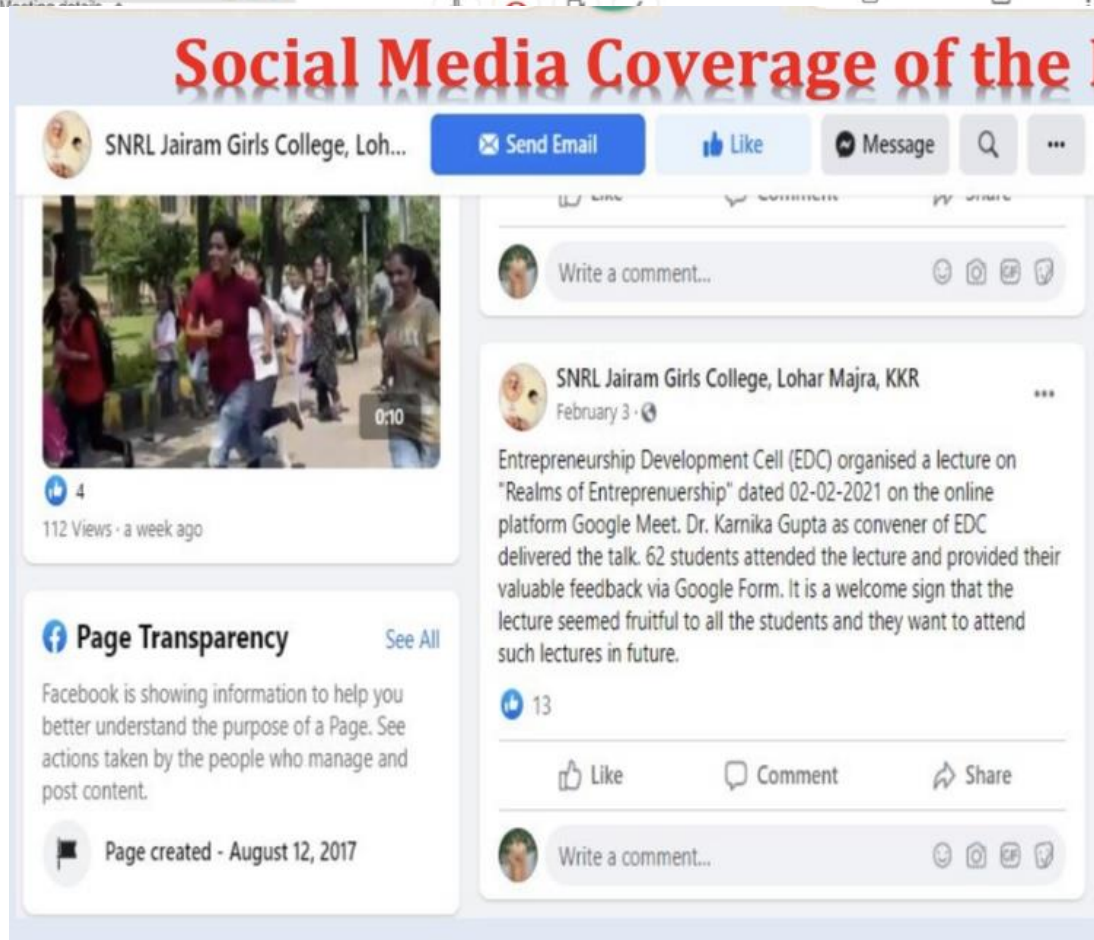 Social Media Coverage of the
SNRL Jairam Girls College, Loh...
Send Email
Like
Message
...
0:10
4
112 Views · a week ago
Page Transparency
See All
Facebook is showing information to help you
better understand the purpose of a Page. See
actions taken by the people who manage and
post content.
Page created - August 12, 2017
Like
Comment
Share
Write a comment...
GIF
SNRL Jairam Girls College, Lohar Majra, KKR
...
February 3 ·
Entrepreneurship Development Cell (EDC) organised a lecture on
"Realms of Entreprenuership" dated 02-02-2021 on the online
platform Google Meet. Dr. Karnika Gupta as convener of EDC
delivered the talk. 62 students attended the lecture and provided their
valuable feedback via Google Form. It is a welcome sign that the
lecture seemed fruitful to all the students and they want to attend
such lectures in future.
13
Like
Comment
Share
Write a comment...
GIF